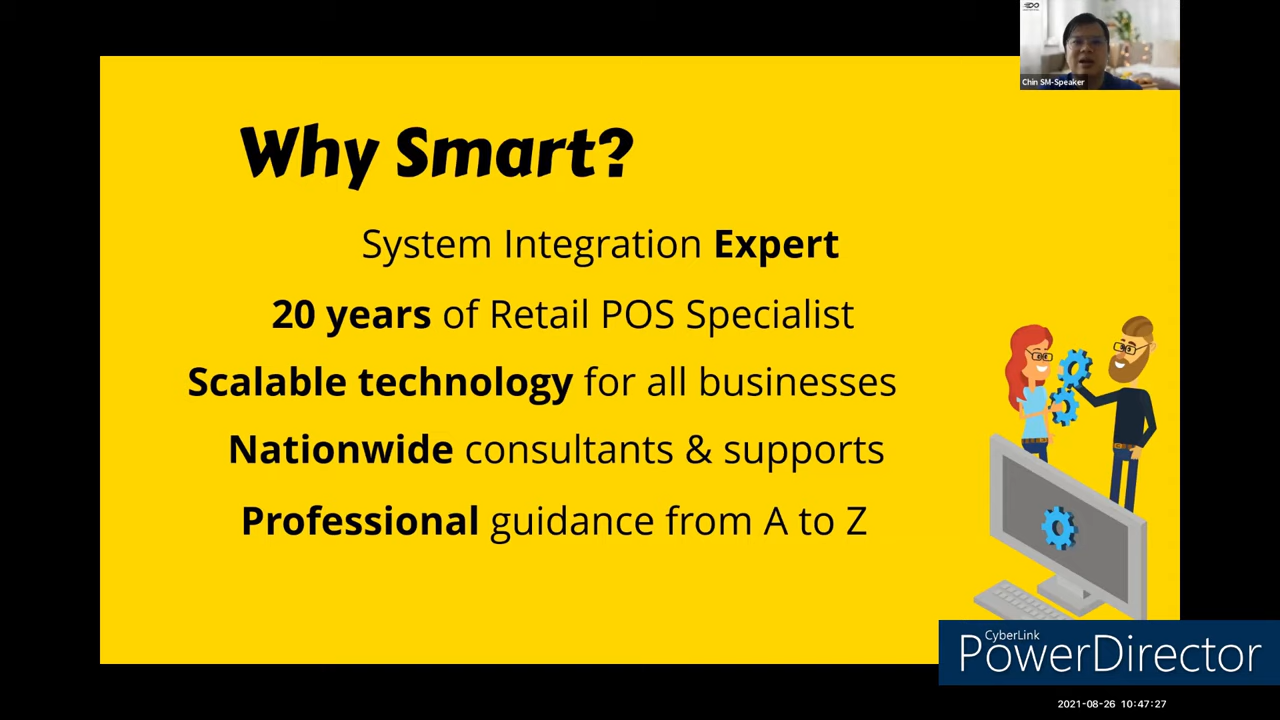 Chin SM-Speaker
Why Smart?
System Integration Expert
20 years of Retail POS Specialist
Scalable technology for all businesses
Nationwide consultants & supports
Professional guidance from A to Z
CyberLink
PowerDirector
2021-08-26 10:47:27